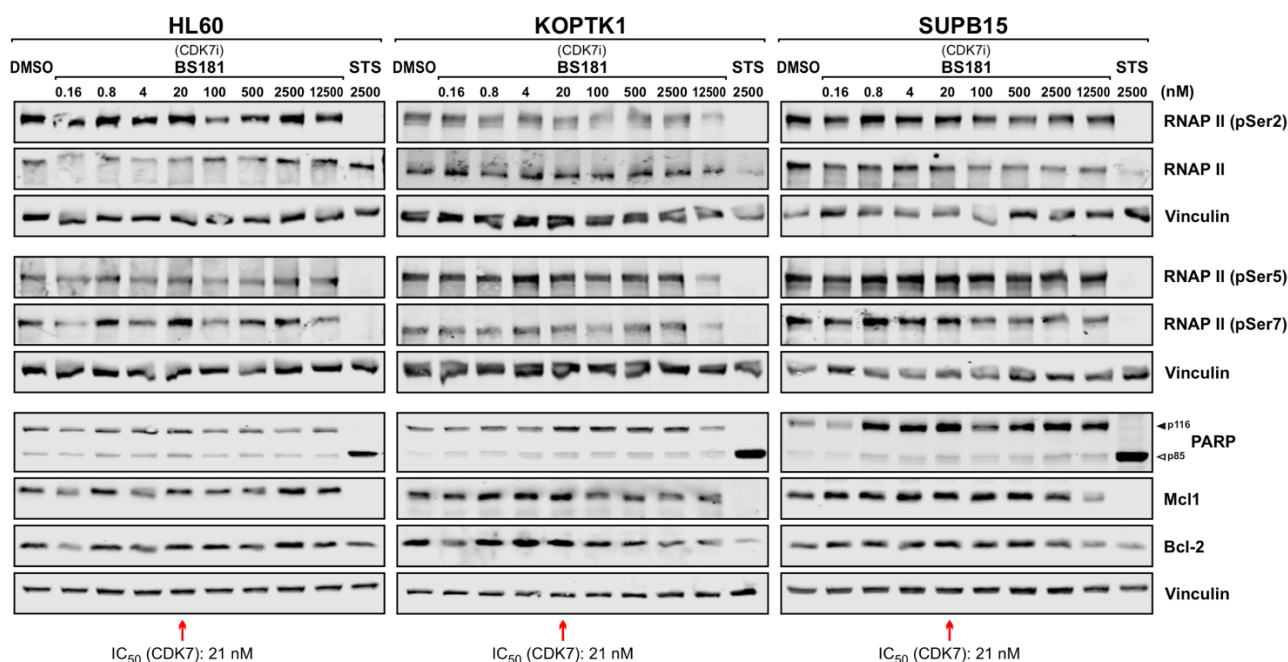 HL60 KOPTK1 SUPB15
(CDK7i) (CDK7i) (CDK7i)
DMSO BS181 STS DMSO BS181 STS DMSO BS181 STS
0.16 0.8 4 20 100 500 2500 12500 2500 0.16 0.8 4 20 100 500 2500 12500 2500 0.16 0.8 4 20 100 500 2500 12500 2500 (nM)
RNAP II (pSer2)
RNAP II
Vinculin
RNAP II (pSer5)
RNAP II (pSer7)
Vinculin
p116
PARP
p85
Mcl1
Bcl-2
Vinculin
IC50 (CDK7): 21 nM IC50 (CDK7): 21 nM IC50 (CDK7): 21 nM